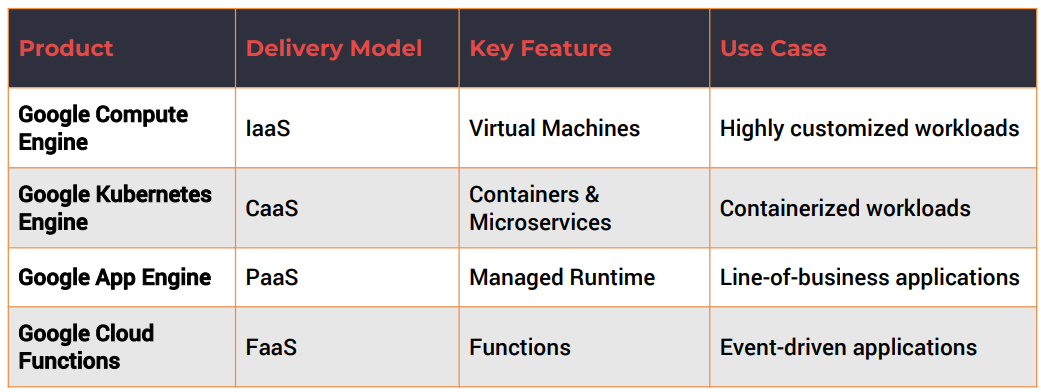 Product Delivery Model Key Feature Use Case
Google Compute
Engine
IaaS
Virtual Machines
Highly customized workloads
Google Kubernetes
Engine
CaaS
Containers &
Microservices
Containerized workloads
Google App Engine
PaaS
Managed Runtime
Line-of-business applications
Google Cloud
Functions
FaaS
Functions
Event-driven applications